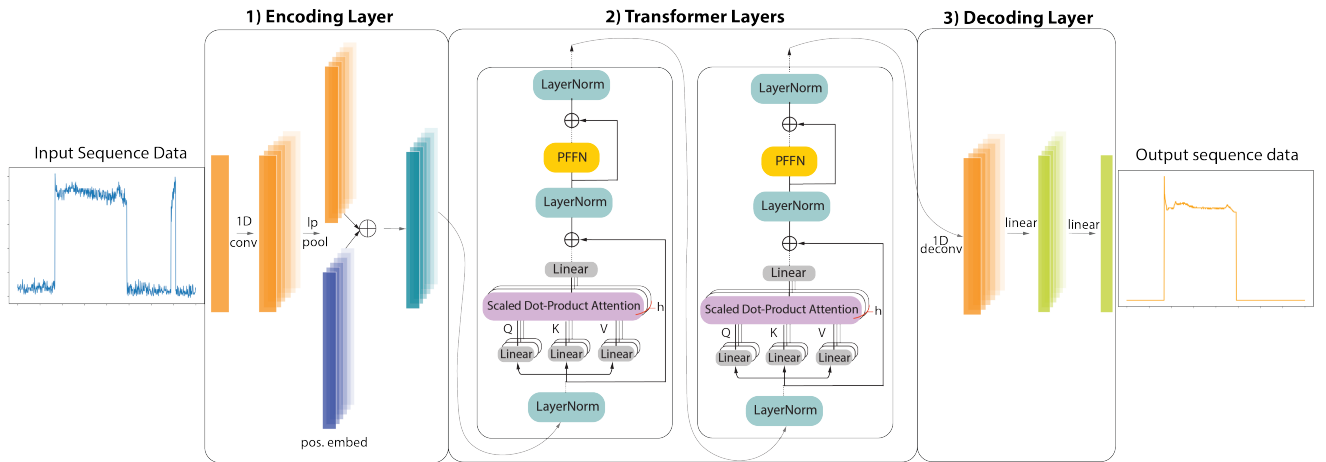 1) Encoding Layer
2) Transformer Layers
3) Decoding Layer
Input Sequence Data
1D
conv
lp
pool
pos. embed
LayerNorm
PFFN
LayerNorm
Linear
Scaled Dot-Product Attention
h
Q
K
V
Linear
Linear
Linear
LayerNorm
LayerNorm
PFFN
LayerNorm
Linear
Scaled Dot-Product Attention
h
Q
K
V
Linear
Linear
Linear
LayerNorm
1D
deconv
linear
linear
Output sequence data